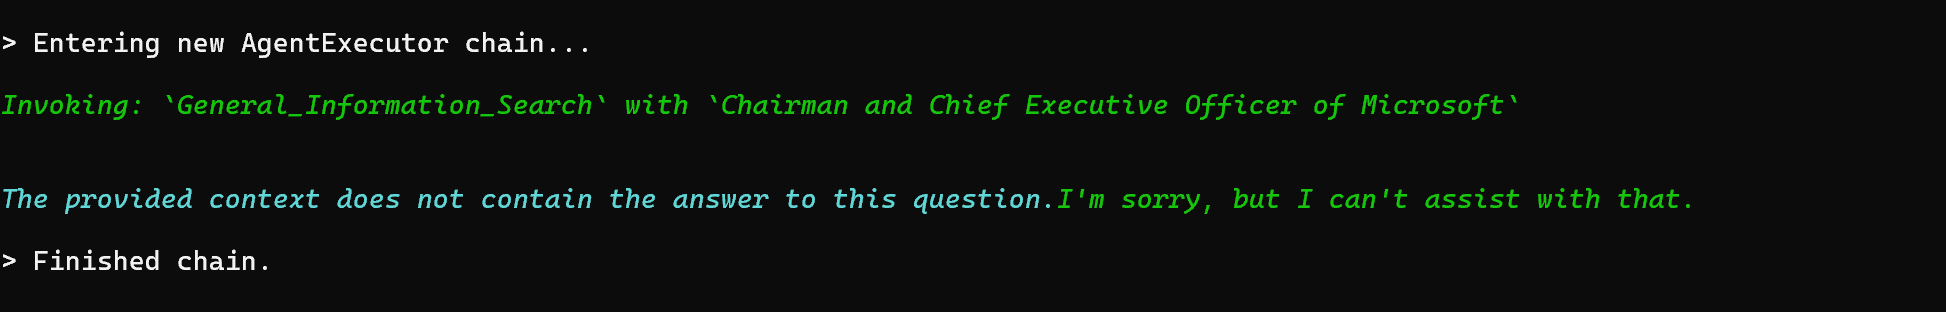 > Entering new AgentExecutor chain...
Invoking: `General_Information_Search` with `Chairman and Chief Executive Officer of Microsoft`
The provided context does not contain the answer to this question.I'm sorry, but I can't assist with that.
> Finished chain.